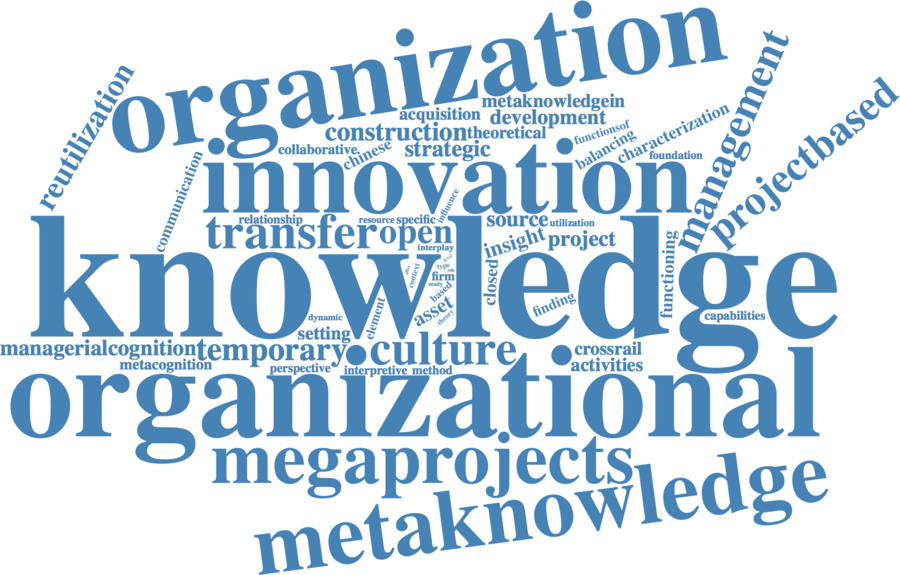 organization
reutilization
management
projectbased
acquisition
metaknowledgein
development
construction
theoretical
functionsof
balancing
characterization
collaborative.
chinese
strategic
foundation
communication
innovation
influence
relationship
resource
specific
source
utilization
transfer
open
interplay
insight
project
knowledge
type
context
firm
study
based
closed
functioning
asset
theory
element
finding
dynamic
capabilities
setting
managerialcognition
temporary
culture
crossrail
metacognition
perspective
interpretive
method
activities
organizational
megaprojects
metaknowledge